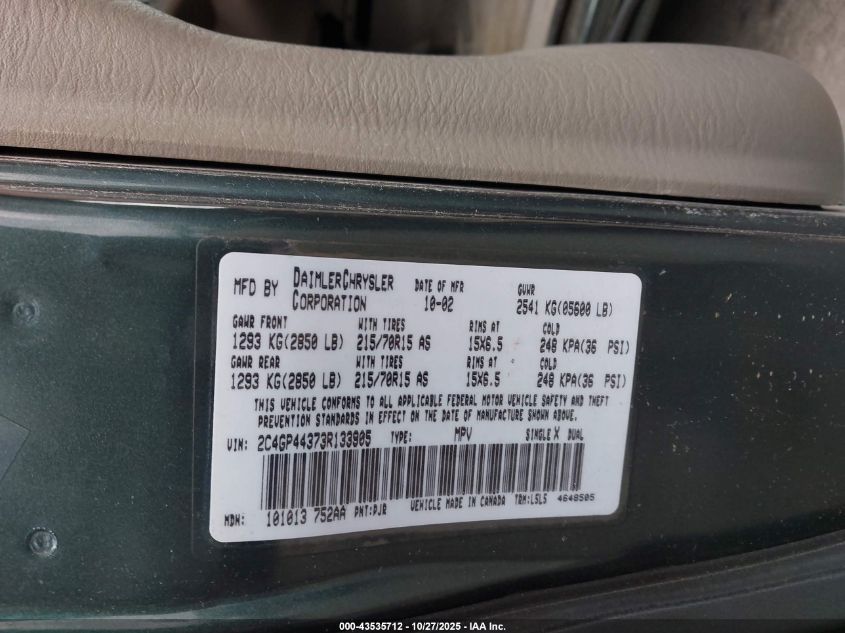 MFD BY DAIMLERCHRYSLER CORPORATION DATE OF MFR 10-02 GVWR 2541 KG(05600 LB)
GAWR FRONT WITH TIRES RIMS AT COLD
1293 KG(2850 LB) 215/70R15 AS 15X6.5 248 KPA(36 PSI)
GAWR REAR WITH TIRES RIMS AT COLD
1293 KG(2850 LB) 215/70R15 AS 15X6.5 248 KPA(36 PSI)
THIS VEHICLE CONFORMS TO ALL APPLICABLE FEDERAL MOTOR VEHICLE SAFETY AND THEFT
PREVENTION STANDARDS IN EFFECT ON THE DATE OF MANUFACTURE SHOWN ABOVE.
VIN: 2C4GP44373R133905 TYPE: MPV SINGLE X DUAL
MDH: 101013 752AA PNT:PJR VEHICLE MADE IN CANADA TRM:L5L5 4648505
000-43535712 - 10/27/2025 - IAA Inc.